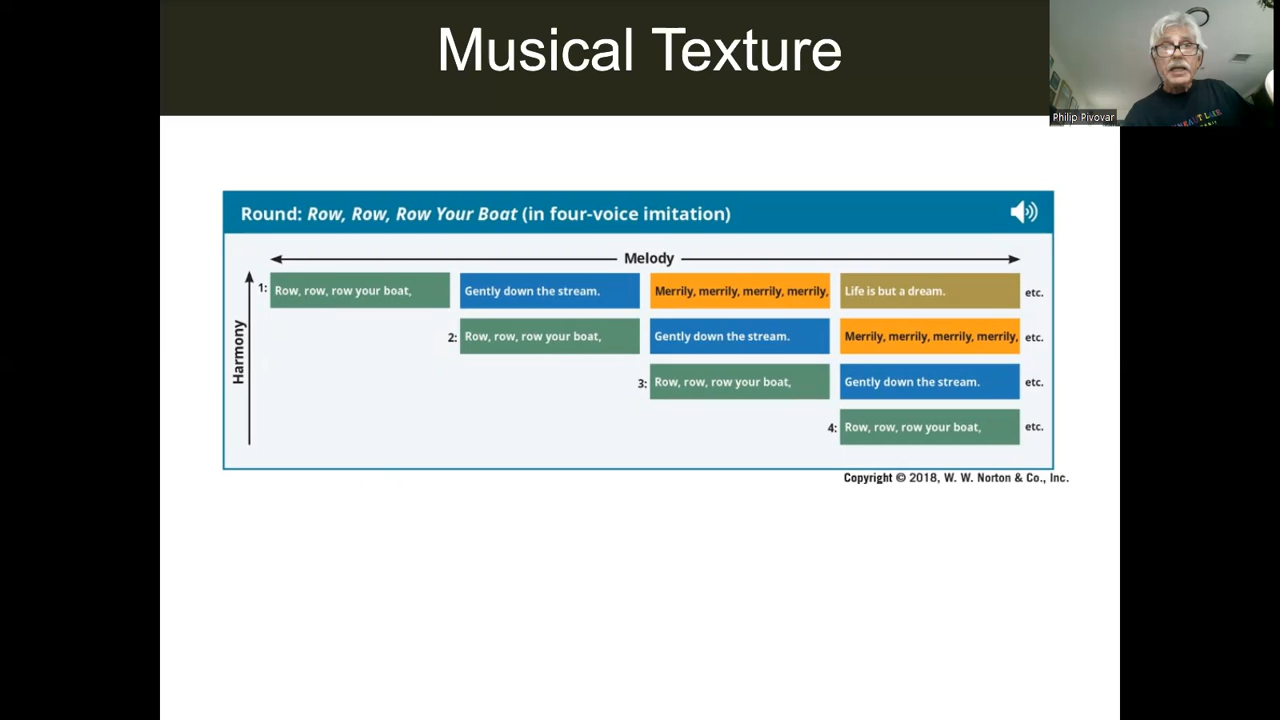 Musical Texture
Philip Pivovar
Round: Row, Row, Row Your Boat (in four-voice imitation)
Melody
Harmony
1: Row, row, row your boat, Gently down the stream. Merrily, merrily, merrily, merrily, Life is but a dream. etc.
2: Row, row, row your boat, Gently down the stream. Merrily, merrily, merrily, merrily, etc.
3: Row, row, row your boat, Gently down the stream. etc.
4: Row, row, row your boat, etc.
Copyright © 2018, W. W. Norton & Co., Inc.